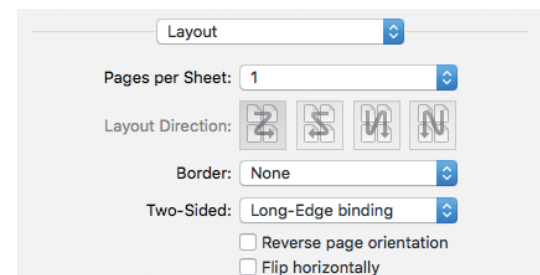 Layout
Pages per Sheet: 1
Layout Direction:
Border: None
Two-Sided: Long-Edge binding
Reverse page orientation
Flip horizontally